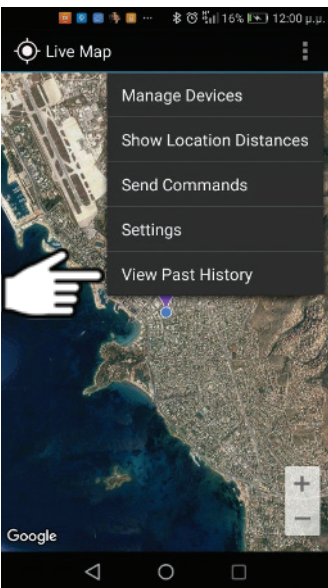 16% 12:00 μ.μ.
Live Map
Manage Devices
Show Location Distances
Send Commands
Settings
View Past History
+
−
Google